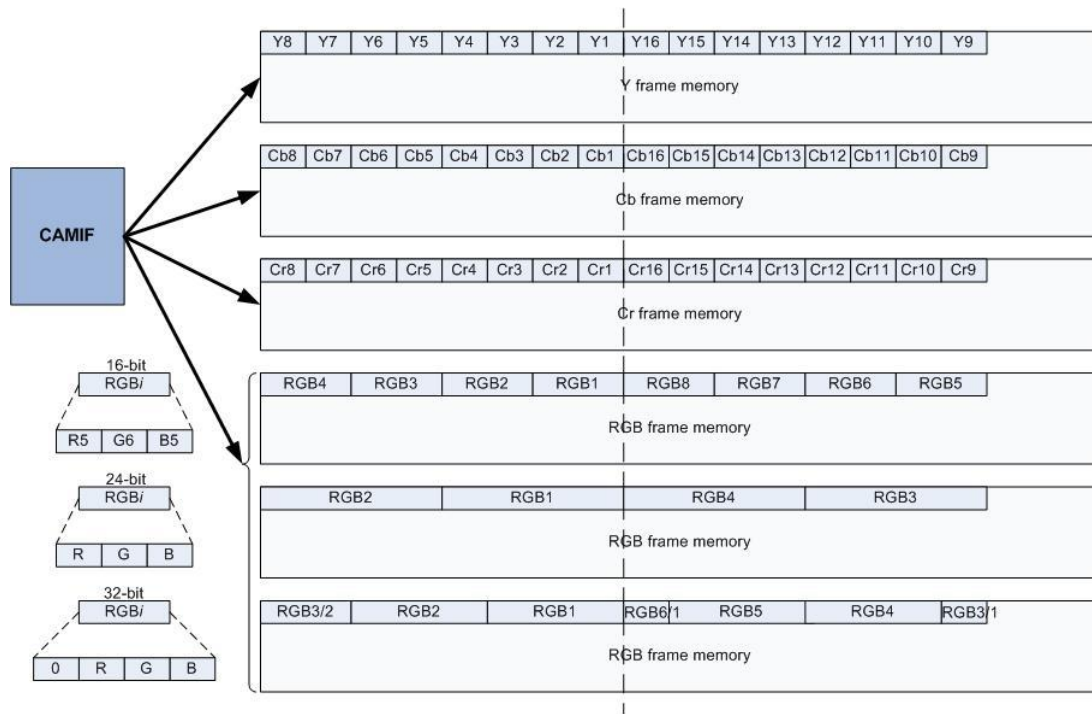 Y8 Y7 Y6 Y5 Y4 Y3 Y2 Y1 Y16 Y15 Y14 Y13 Y12 Y11 Y10 Y9
Y frame memory
Cb8 Cb7 Cb6 Cb5 Cb4 Cb3 Cb2 Cb1 Cb16 Cb15 Cb14 Cb13 Cb12 Cb11 Cb10 Cb9
Cb frame memory
CAMIF
Cr8 Cr7 Cr6 Cr5 Cr4 Cr3 Cr2 Cr1 Cr16 Cr15 Cr14 Cr13 Cr12 Cr11 Cr10 Cr9
Cr frame memory
16-bit
RGBi
R5 G6 B5
RGB4 RGB3 RGB2 RGB1 RGB8 RGB7 RGB6 RGB5
RGB frame memory
24-bit
RGBi
R G B
RGB2 RGB1 RGB4 RGB3
RGB frame memory
32-bit
RGBi
0 R G B
RGB3/2 RGB2 RGB1 RGB6/1 RGB5 RGB4 RGB3/1
RGB frame memory